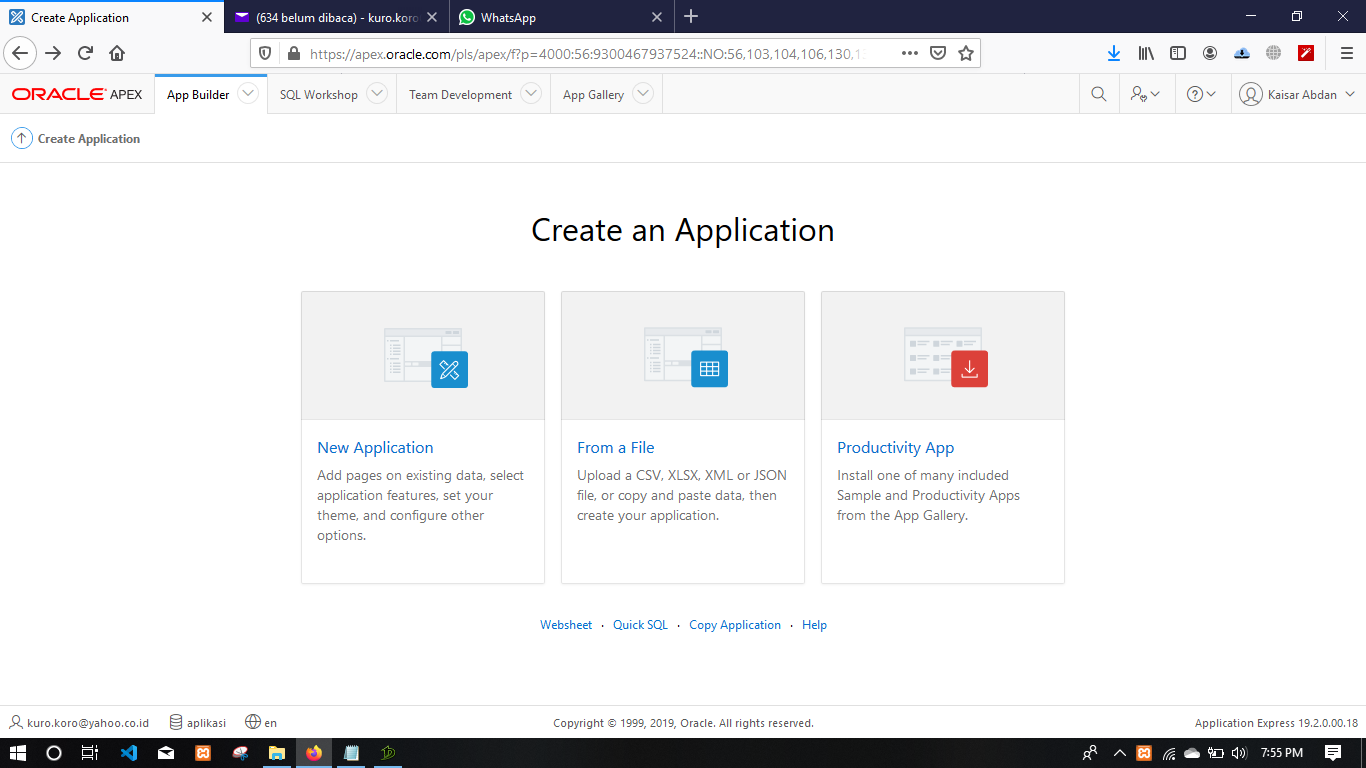 Create Application
(634 belum dibaca) - kuro.koro
WhatsApp
https://apex.oracle.com/pls/apex/f?p=4000:56:9300467937524::NO:56,103,104,106,130,13
ORACLE APEX
App Builder
SQL Workshop
Team Development
App Gallery
Kaisar Abdan
Create Application
Create an Application
New Application
Add pages on existing data, select
application features, set your
theme, and configure other
options.
From a File
Upload a CSV, XLSX, XML or JSON
file, or copy and paste data, then
create your application.
Productivity App
Install one of many included
Sample and Productivity Apps
from the App Gallery.
Websheet · Quick SQL · Copy Application · Help
kuro.koro@yahoo.co.id aplikasi en
Copyright © 1999, 2019, Oracle. All rights reserved.
Application Express 19.2.0.00.18
7:55 PM